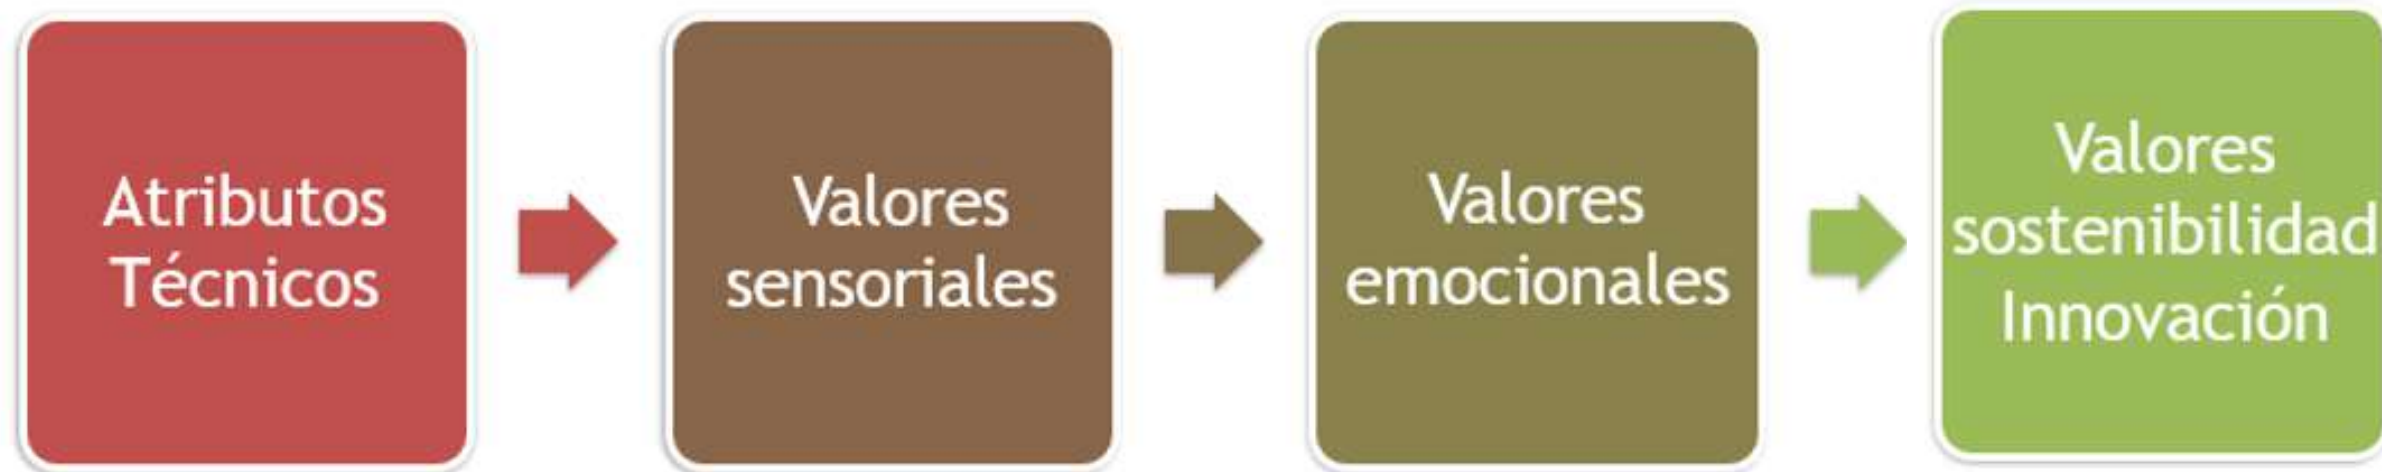 Atributos
Técnicos
Valores
sensoriales
Valores
emocionales
Valores
sostenibilidad
Innovación